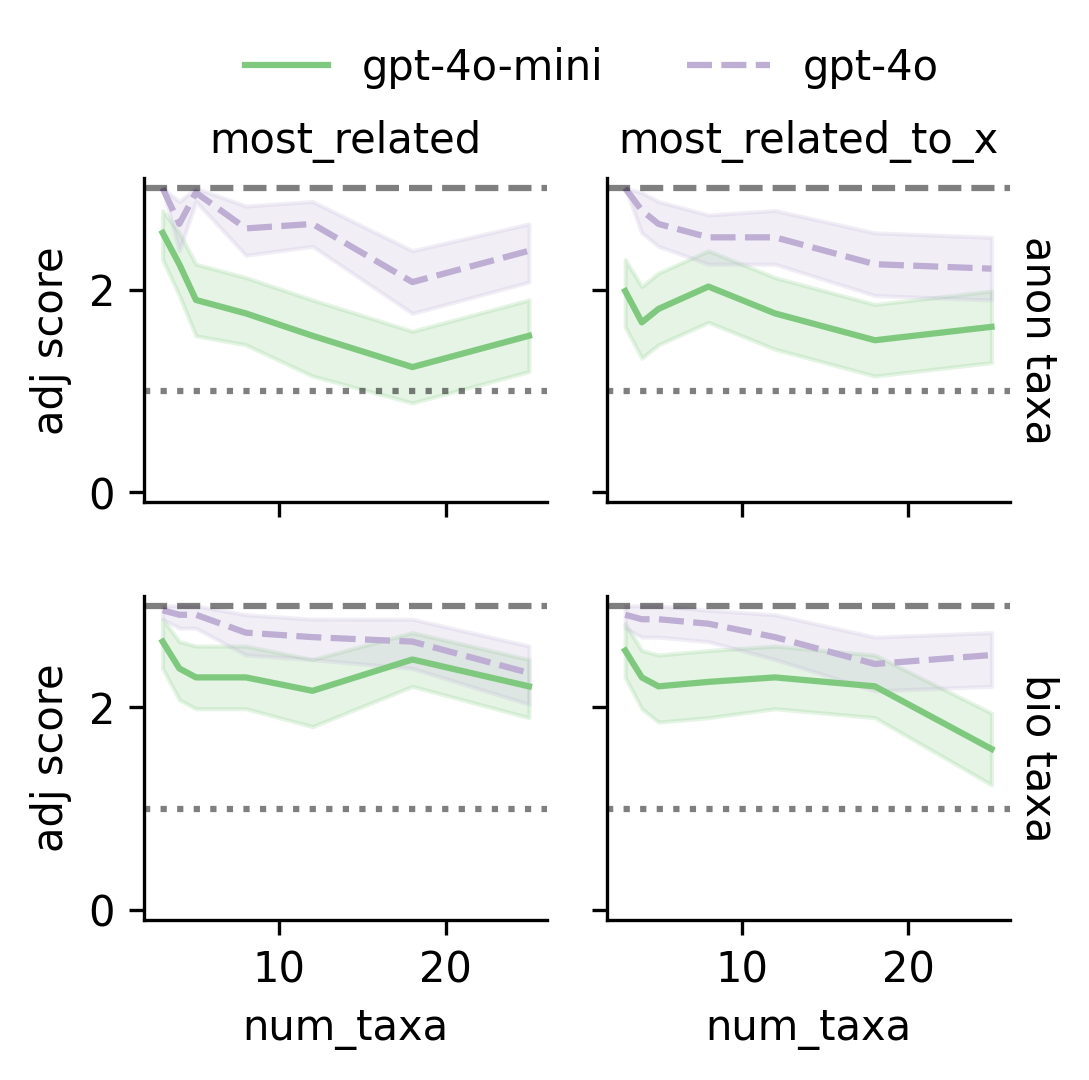 gpt-4o-mini gpt-4o
most_related most_related_to_x
adj score
2
0
anon taxa
adj score
2
0
bio taxa
10 20 10 20
num_taxa num_taxa